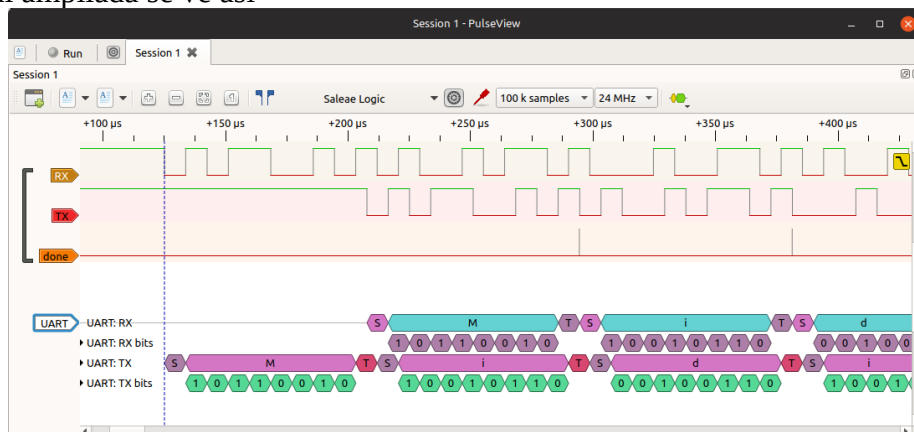 n ampliada se ve así
Session 1 - PulseView
Run Session 1
Session 1
Saleae Logic 100 k samples 24 MHz
+100 µs +150 µs +200 µs +250 µs +300 µs +350 µs +400 µs
RX
TX
done
UART UART: RX S M T S i T S d
UART: RX bits 1 0 1 1 0 0 1 0 1 0 0 1 0 1 1 0 0 0 1 0 0
UART: TX S M T S i T S d T S i
UART: TX bits 1 0 1 1 0 0 1 0 1 0 0 1 0 1 1 0 0 0 1 0 0 1 1 0 1 0 0 1